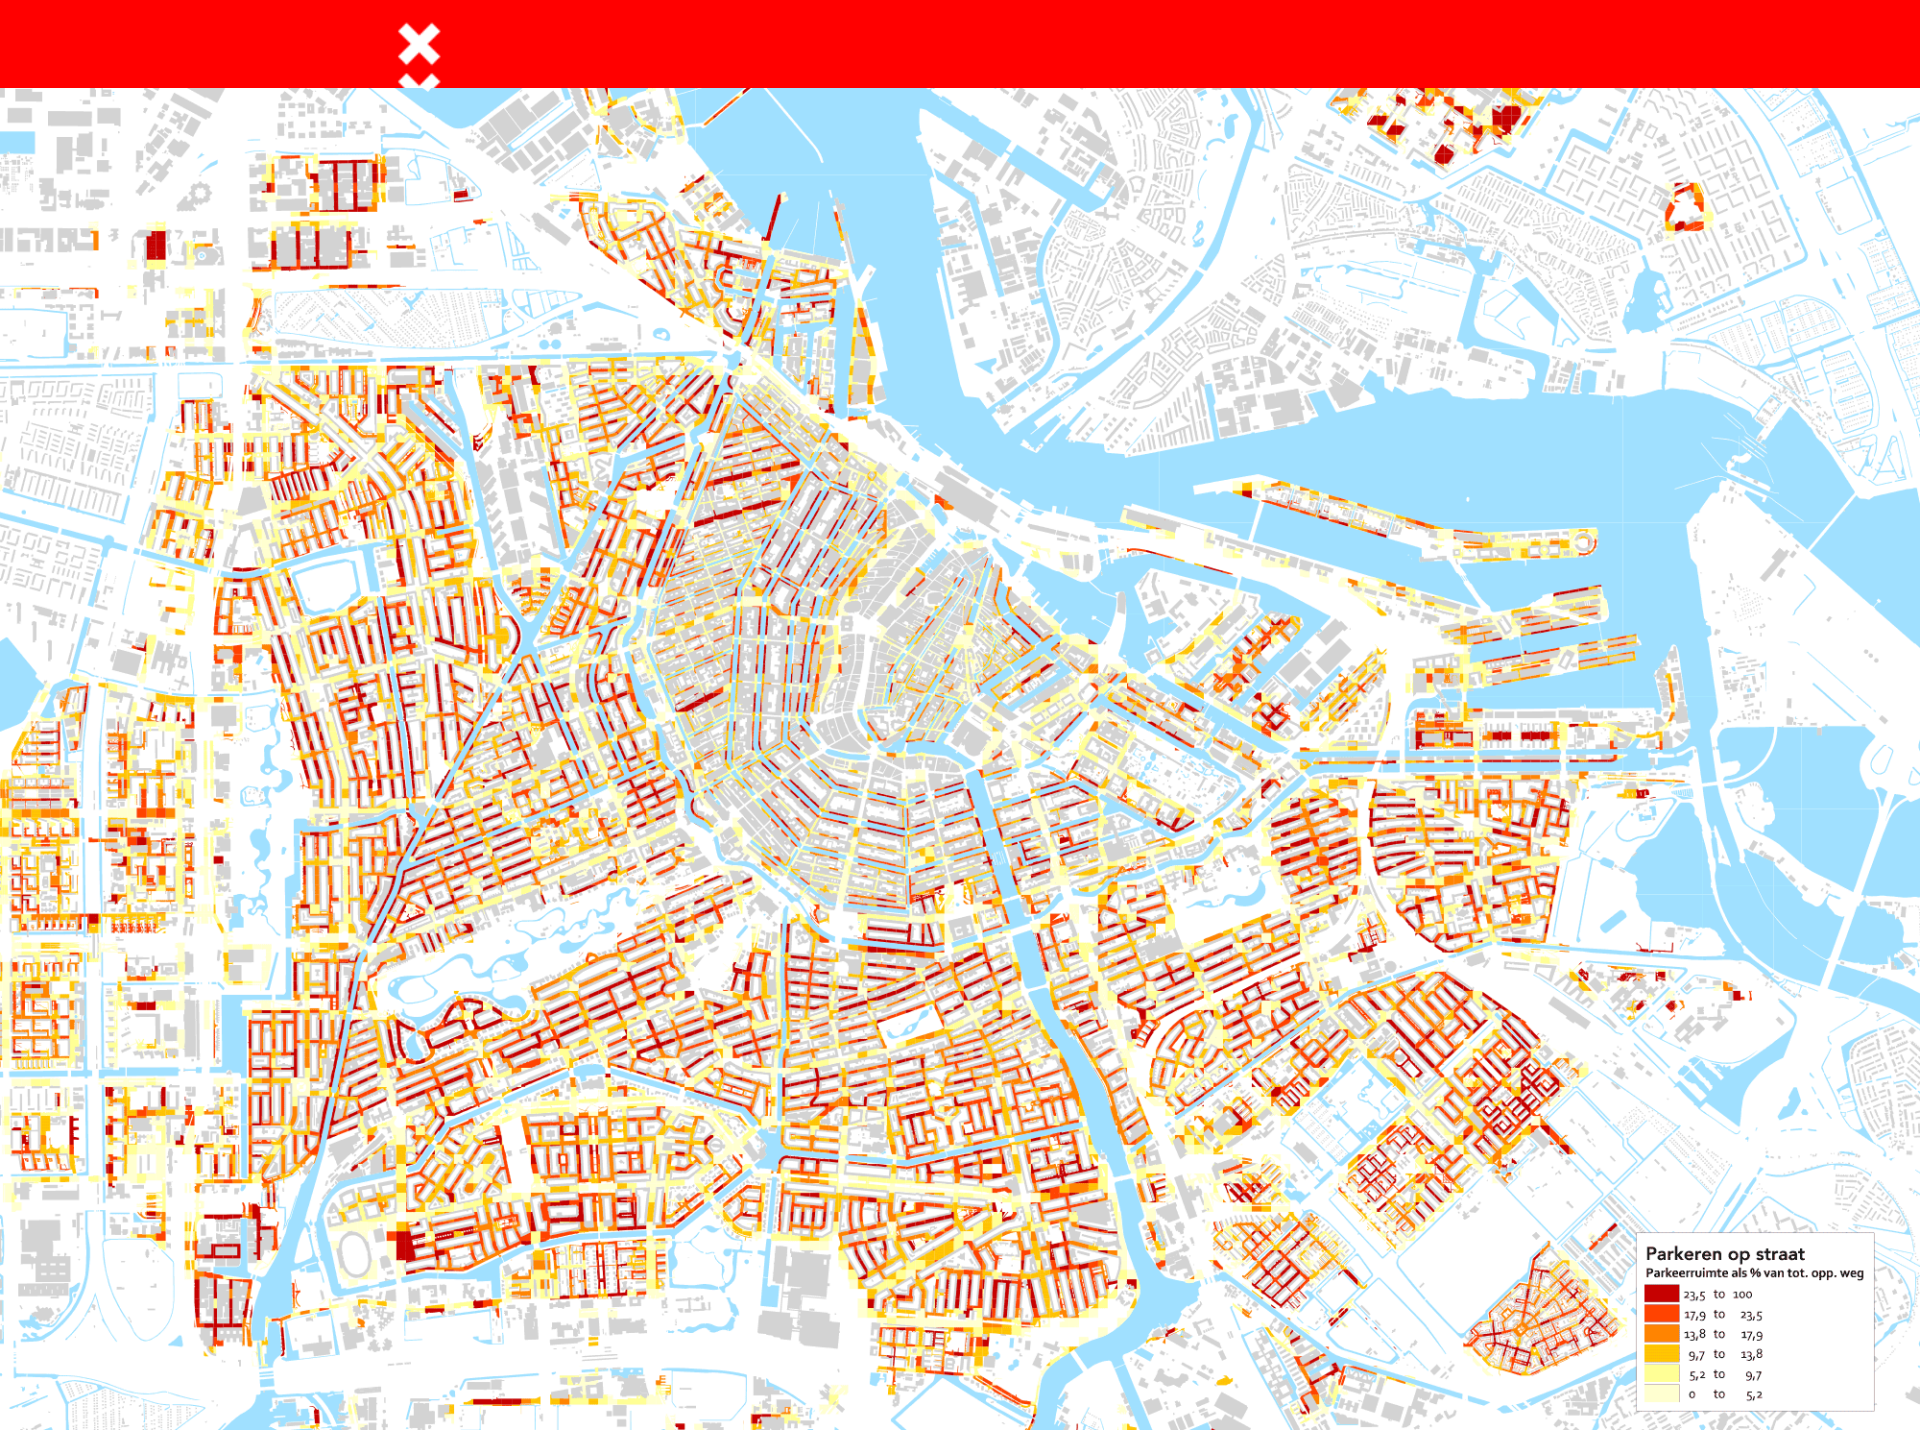 Parkeren op straat
Parkeerruimte als % van tot. opp. weg
23,5 to 100
17,9 to 23,5
13,8 to 17,9
9,7 to 13,8
5,2 to 9,7
0 to 5,2